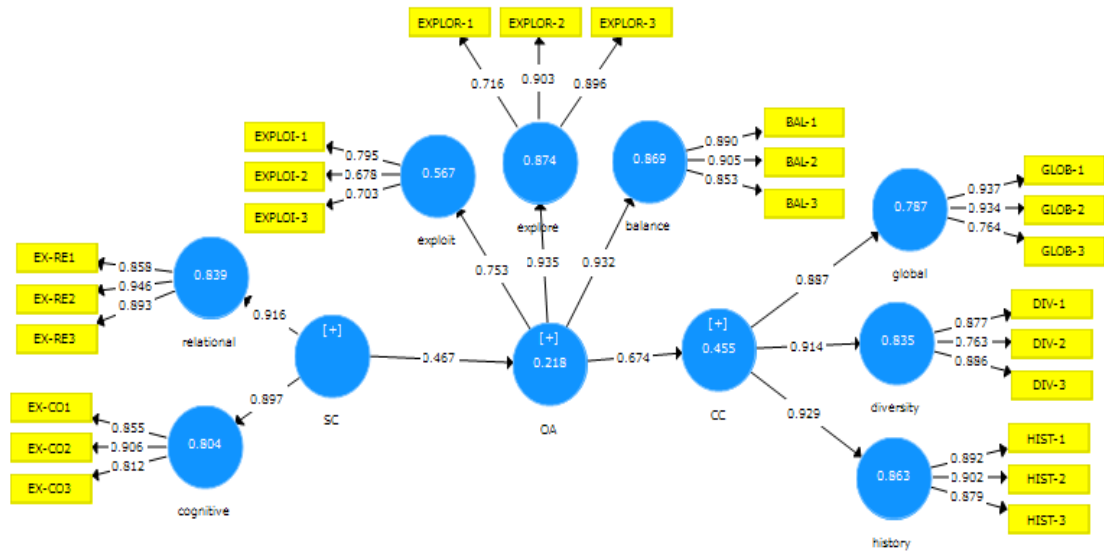 EXPLOR-1
EXPLOR-2
EXPLOR-3
0.716
0.903
0.896
EXPLOI-1
EXPLOI-2
EXPLOI-3
0.795
0.678
0.703
0.567
exploit
0.874
explore
0.869
balance
0.890
0.905
0.853
BAL-1
BAL-2
BAL-3
0.753
0.935
0.932
EX-RE1
EX-RE2
EX-RE3
0.858
0.946
0.893
0.839
relational
0.916
[+]
SC
0.467
[+]
0.218
OA
0.674
[+]
0.455
CC
0.887
0.914
0.929
0.787
global
0.937
0.934
0.764
GLOB-1
GLOB-2
GLOB-3
0.835
diversity
0.877
0.763
0.886
DIV-1
DIV-2
DIV-3
EX-CO1
EX-CO2
EX-CO3
0.855
0.906
0.812
0.804
cognitive
0.897
0.863
history
0.892
0.902
0.879
HIST-1
HIST-2
HIST-3